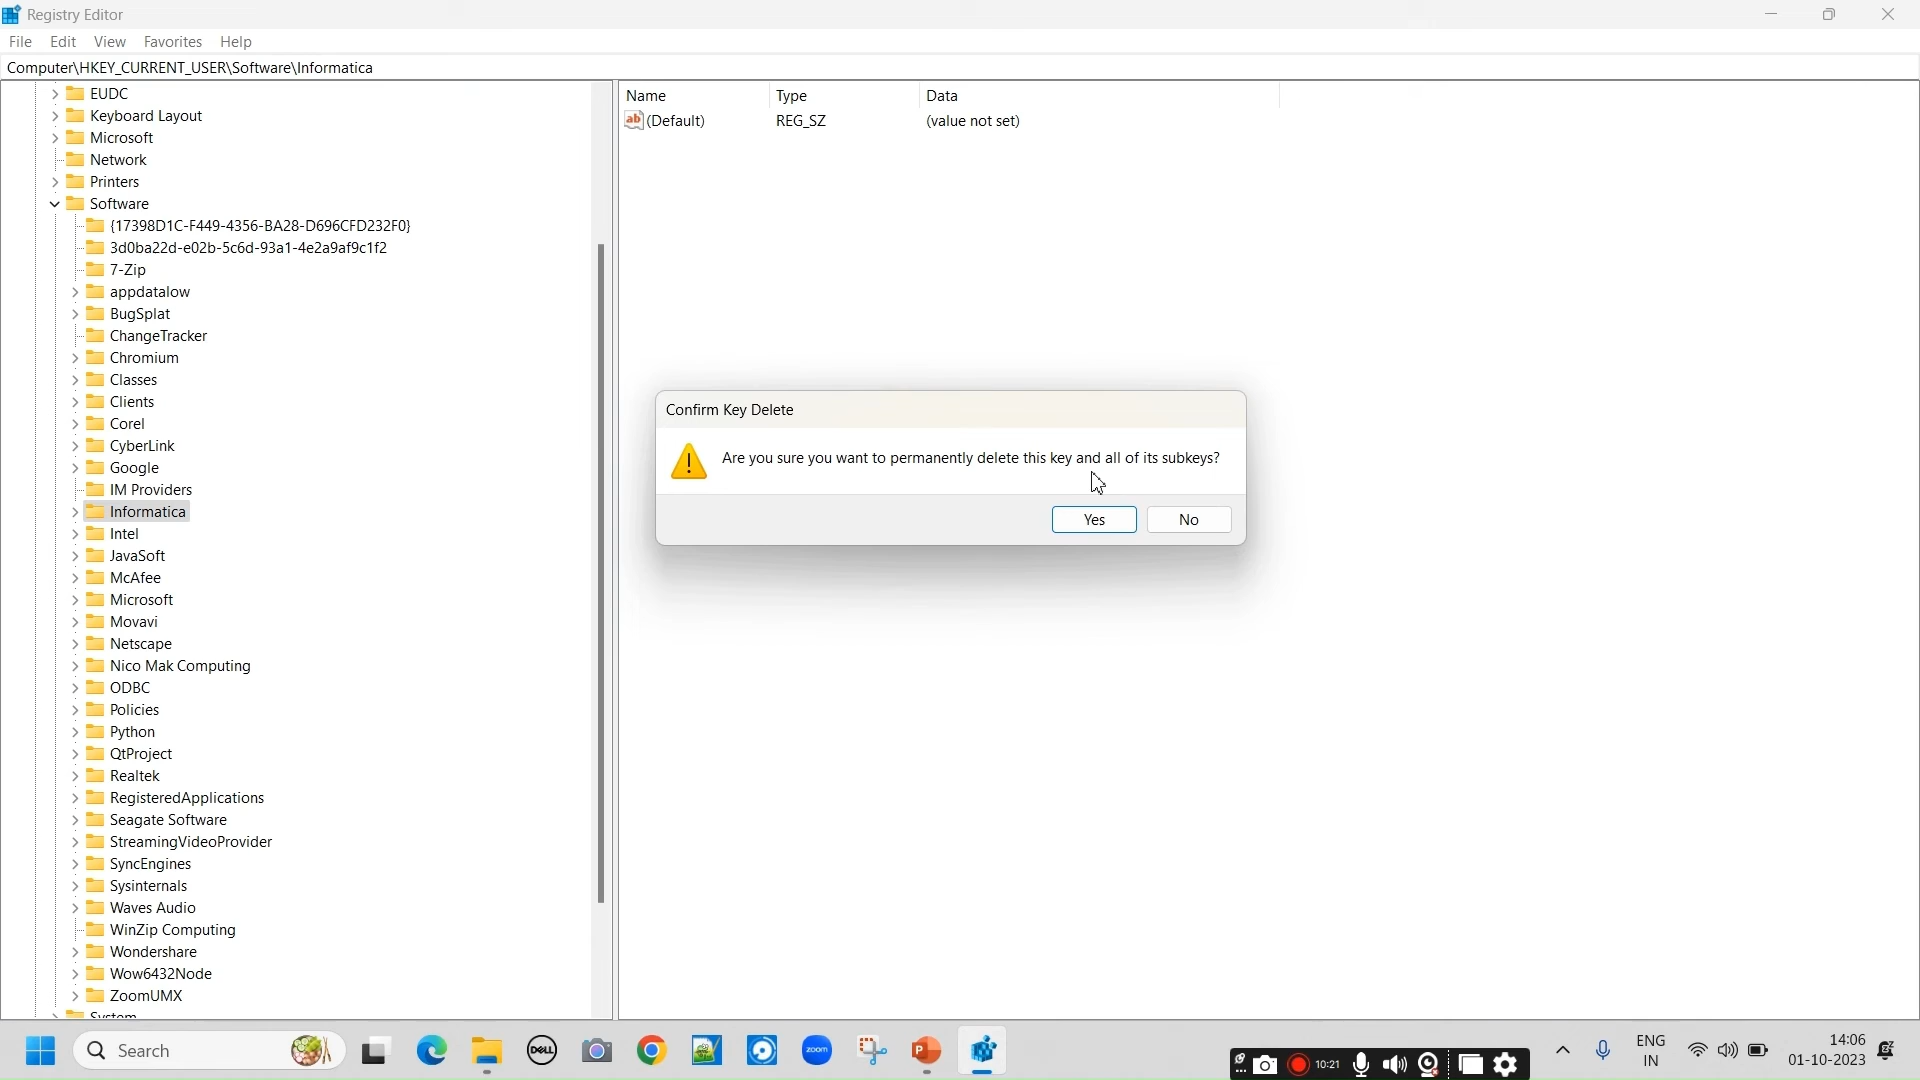 Registry Editor
File Edit View Favorites Help
Computer\HKEY_CURRENT_USER\Software\Informatica
EUDC
Keyboard Layout
Microsoft
Network
Printers
Software
{17398D1C-F449-4356-BA28-D696CFD232F0}
3d0ba22d-e02b-5c6d-93a1-4e2a9af9c1f2
7-Zip
appdatalow
BugSplat
ChangeTracker
Chromium
Classes
Clients
Corel
CyberLink
Google
IM Providers
Informatica
Intel
JavaSoft
McAfee
Microsoft
Movavi
Netscape
Nico Mak Computing
ODBC
Policies
Python
QtProject
Realtek
RegisteredApplications
Seagate Software
StreamingVideoProvider
SyncEngines
Sysinternals
Waves Audio
WinZip Computing
Wondershare
Wow6432Node
ZoomUMX
System
Name Type Data
ab (Default) REG_SZ (value not set)
Confirm Key Delete
Are you sure you want to permanently delete this key and all of its subkeys?
Yes No
Search
DELL
zoom
P
10:21
ENG
IN
14:06
01-10-2023